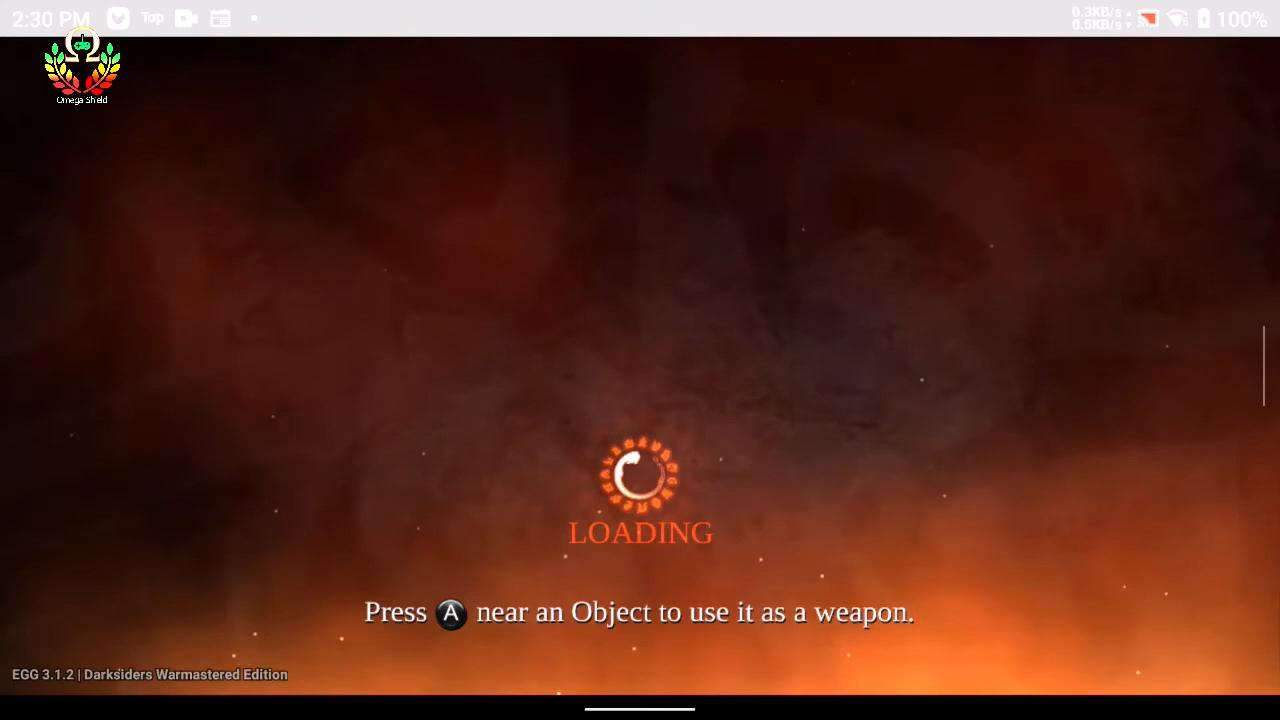 2:30 PM Tap 0.3KB/s 0.5KB/s 100%
Omega Shield
LOADING
Press A near an Object to use it as a weapon.
EGG 3.1.2 | Darksiders Warmastered Edition